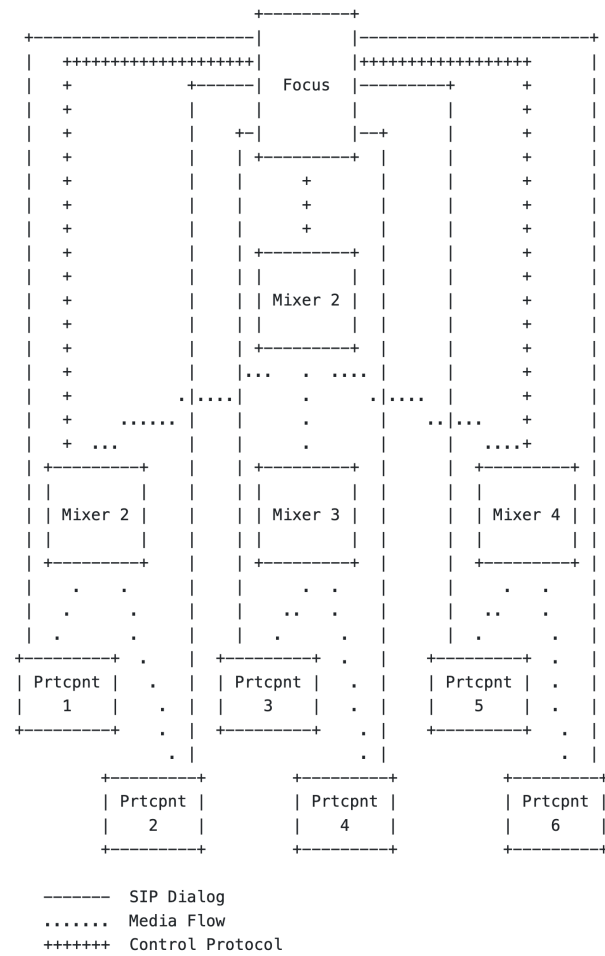 Focus
Mixer 2
Mixer 2 Mixer 3 Mixer 4
Prtcpnt Prtcpnt Prtcpnt
1 3 5
Prtcpnt Prtcpnt Prtcpnt
2 4 6
------- SIP Dialog
....... Media Flow
+++++++ Control Protocol